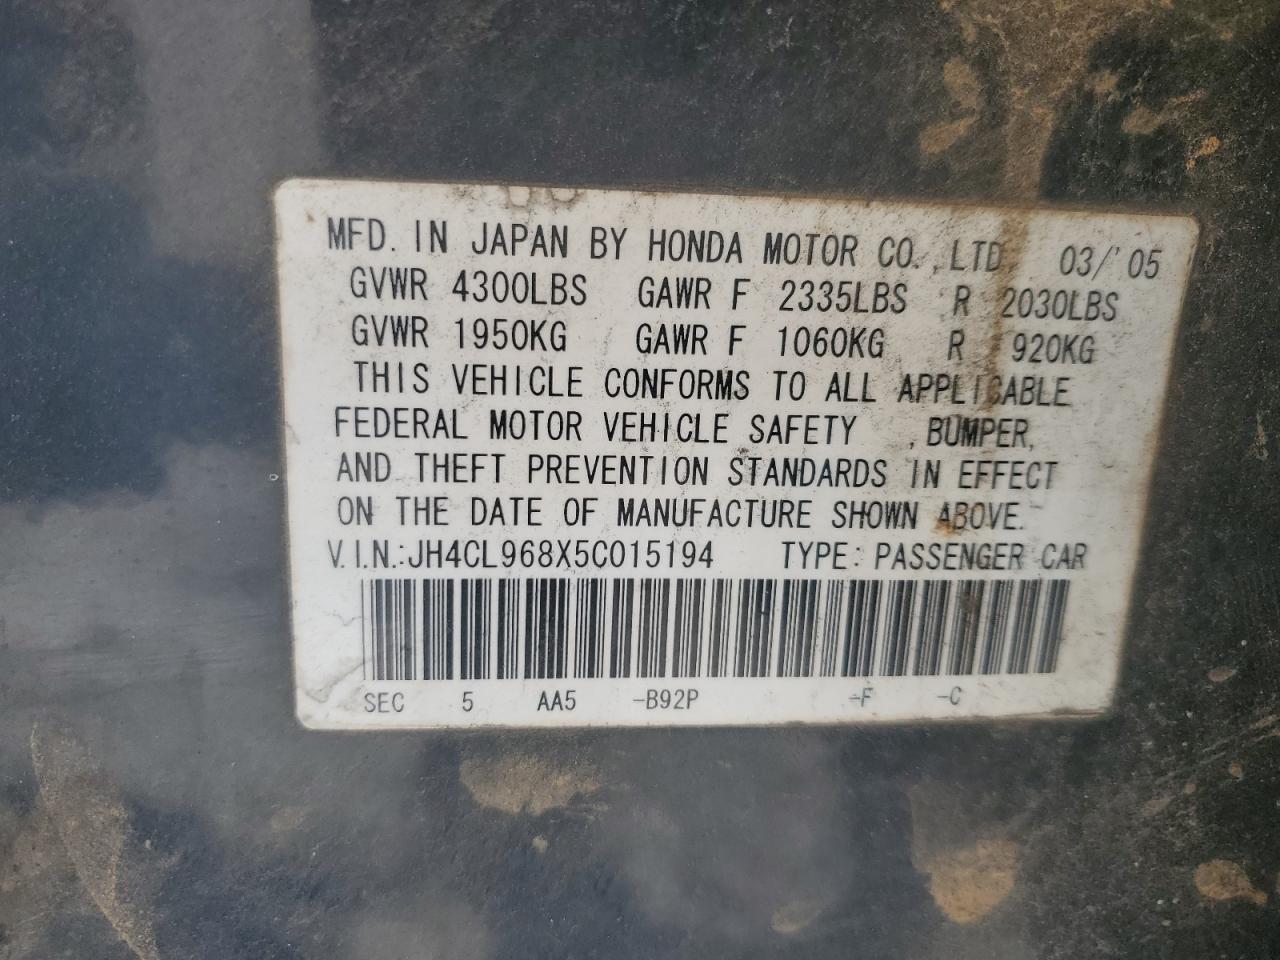 MFD. IN JAPAN BY HONDA MOTOR CO., LTD 03/'05
GVWR 4300LBS GAWR F 2335LBS R 2030LBS
GVWR 1950KG GAWR F 1060KG R 920KG
THIS VEHICLE CONFORMS TO ALL APPLICABLE
FEDERAL MOTOR VEHICLE SAFETY , BUMPER,
AND THEFT PREVENTION STANDARDS IN EFFECT
ON THE DATE OF MANUFACTURE SHOWN ABOVE.
V.I.N.:JH4CL968X5C015194 TYPE: PASSENGER CAR
SEC 5 AA5 -B92P -F -C